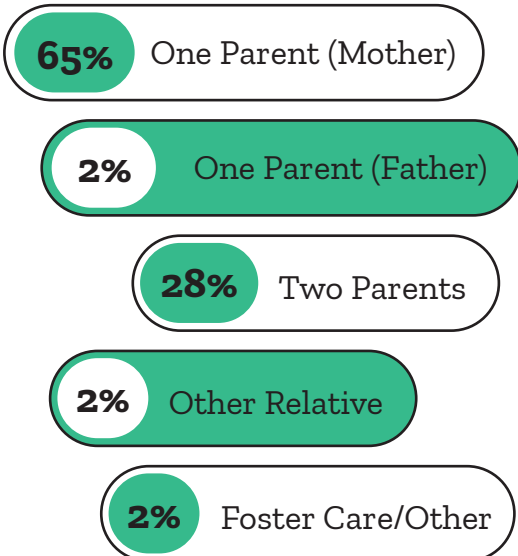 65% One Parent (Mother)
2% One Parent (Father)
28% Two Parents
2% Other Relative
2% Foster Care/Other